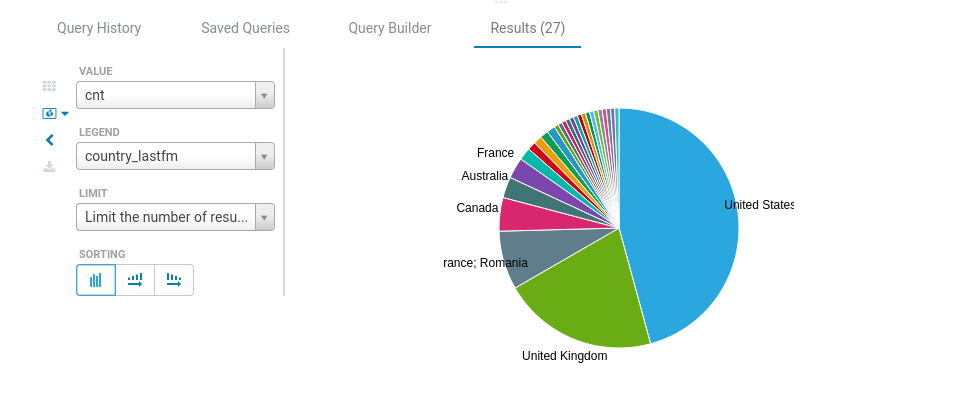 Query History
Saved Queries
Query Builder
Results (27)
VALUE
cnt
LEGEND
country_lastfm
LIMIT
Limit the number of resu...
SORTING
France
Australia
Canada
rance; Romania
United Kingdom
United States